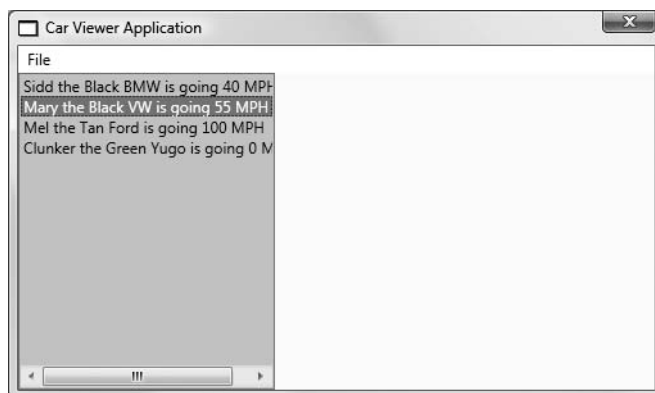 Car Viewer Application
File
Sidd the Black BMW is going 40 MPH
Mary the Black VW is going 55 MPH
Mel the Tan Ford is going 100 MPH
Clunker the Green Yugo is going 0 M